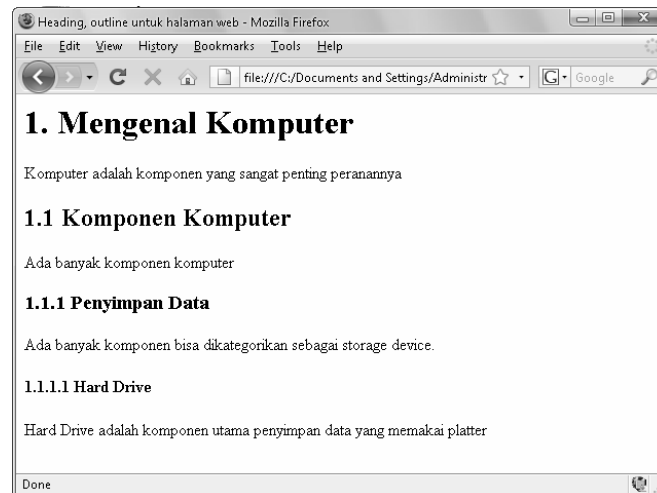 Heading, outline untuk halaman web - Mozilla Firefox
File Edit View History Bookmarks Tools Help
file:///C:/Documents and Settings/Administr
G Google
1. Mengenal Komputer
Komputer adalah komponen yang sangat penting peranannya
1.1 Komponen Komputer
Ada banyak komponen komputer
1.1.1 Penyimpan Data
Ada banyak komponen bisa dikategorikan sebagai storage device.
1.1.1.1 Hard Drive
Hard Drive adalah komponen utama penyimpan data yang memakai platter
Done